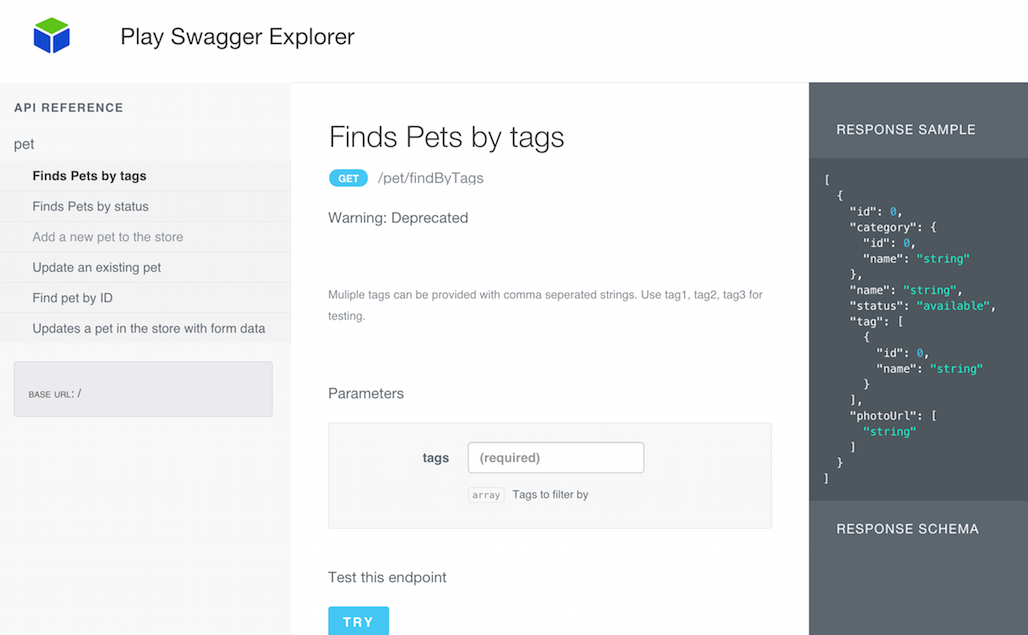 Play Swagger Explorer
API REFERENCE
pet
Finds Pets by tags
Finds Pets by status
Add a new pet to the store
Update an existing pet
Find pet by ID
Updates a pet in the store with form data
BASE URL: /
Finds Pets by tags
GET /pet/findByTags
Warning: Deprecated
Muliple tags can be provided with comma seperated strings. Use tag1, tag2, tag3 for
testing.
Parameters
tags (required)
array Tags to filter by
Test this endpoint
TRY
RESPONSE SAMPLE
[
{
"id": 0,
"category": {
"id": 0,
"name": "string"
},
"name": "string",
"status": "available",
"tag": [
{
"id": 0,
"name": "string"
}
],
"photoUrl": [
"string"
]
}
]
RESPONSE SCHEMA